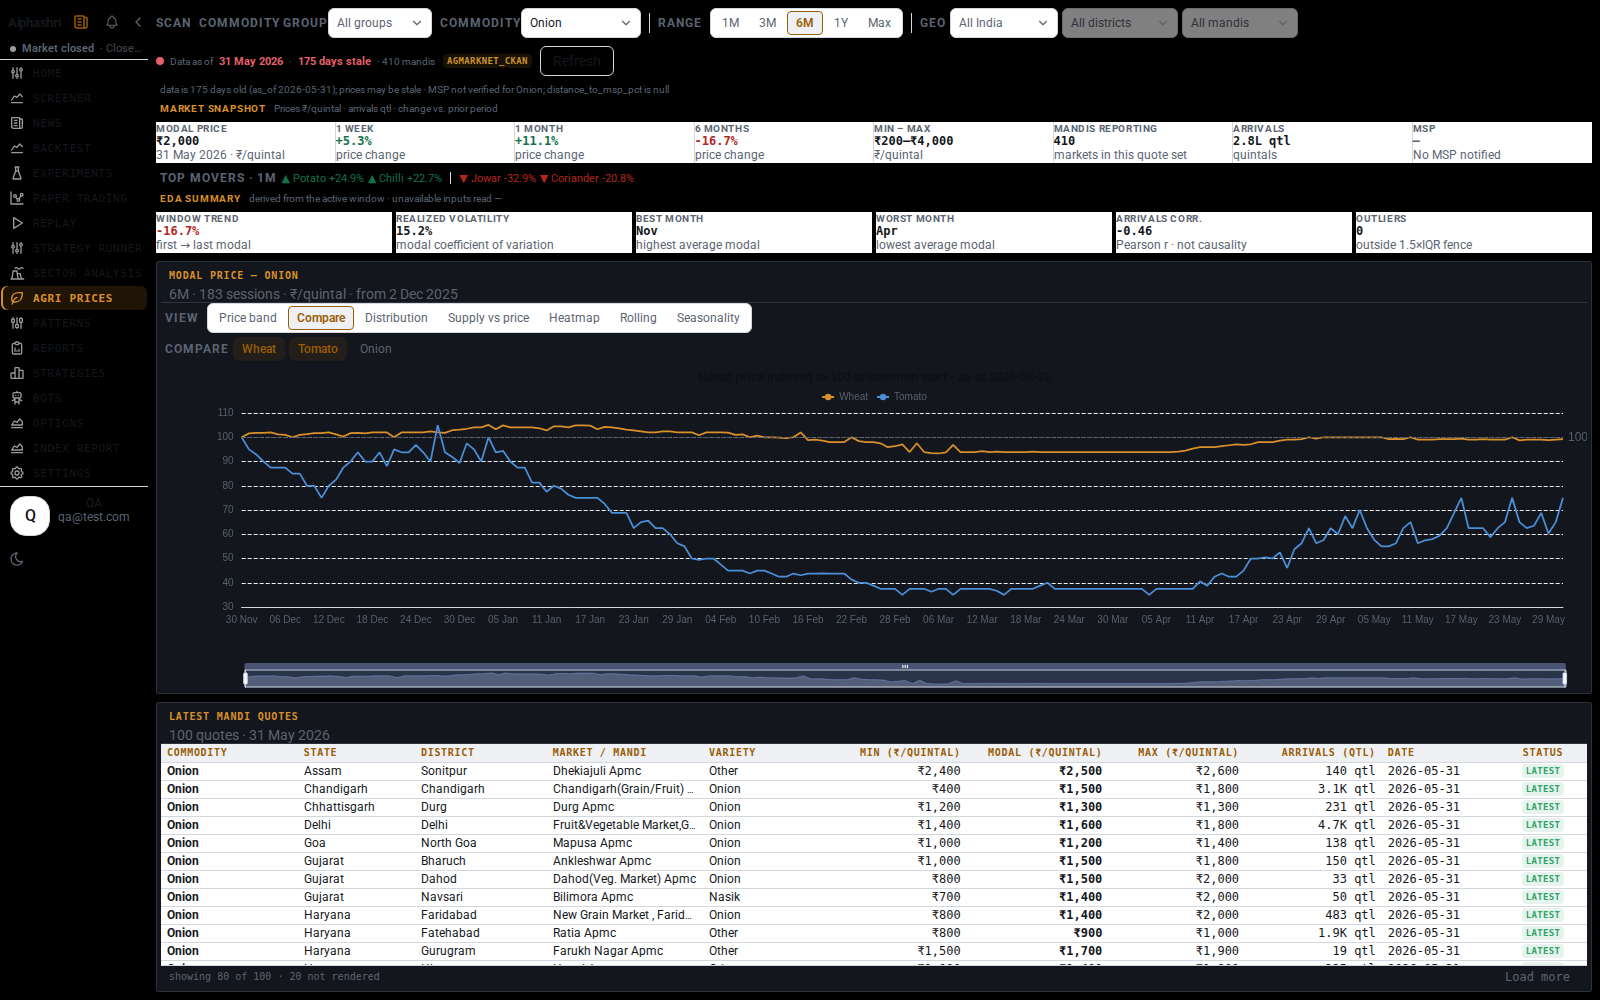 Alphashri
Market closed · Close...
HOME
SCREENER
NEWS
BACKTEST
EXPERIMENTS
PAPER TRADING
REPLAY
STRATEGY RUNNER
SECTOR ANALYSIS
AGRI PRICES
PATTERNS
REPORTS
STRATEGIES
BOTS
OPTIONS
INDEX REPORT
SETTINGS
Q
QA
qa@test.com
SCAN COMMODITY GROUP All groups COMMODITY Onion RANGE 1M 3M 6M 1Y Max GEO All India All districts All mandis
Data as of 31 May 2026 · 175 days stale · 410 mandis AGMARKNET_CKAN Refresh
data is 175 days old (as_of 2026-05-31); prices may be stale · MSP not verified for Onion; distance_to_msp_pct is null
MARKET SNAPSHOT Prices ₹/quintal · arrivals qtl · change vs. prior period
MODAL PRICE 1 WEEK 1 MONTH 6 MONTHS MIN – MAX MANDIS REPORTING ARRIVALS MSP
₹2,000 +5.3% +11.1% -16.7% ₹200–₹4,000 410 2.8L qtl —
31 May 2026 · ₹/quintal price change price change price change ₹/quintal markets in this quote set quintals No MSP notified
TOP MOVERS · 1M ▲ Potato +24.9% ▲ Chilli +22.7% ▼ Jowar -32.9% ▼ Coriander -20.8%
EDA SUMMARY derived from the active window · unavailable inputs read —
WINDOW TREND REALIZED VOLATILITY BEST MONTH WORST MONTH ARRIVALS CORR. OUTLIERS
-16.7% 15.2% Nov Apr -0.46 0
first → last modal modal coefficient of variation highest average modal lowest average modal Pearson r · not causality outside 1.5×IQR fence
MODAL PRICE — ONION
6M · 183 sessions · ₹/quintal · from 2 Dec 2025
VIEW Price band Compare Distribution Supply vs price Heatmap Rolling Seasonality
COMPARE Wheat Tomato Onion
Modal price indexed to 100 at common start · as of 2026-05-31
Wheat Tomato
110
100 100
90
80
70
60
50
40
30
30 Nov 06 Dec 12 Dec 18 Dec 24 Dec 30 Dec 05 Jan 11 Jan 17 Jan 23 Jan 29 Jan 04 Feb 10 Feb 16 Feb 22 Feb 28 Feb 06 Mar 12 Mar 18 Mar 24 Mar 30 Mar 05 Apr 11 Apr 17 Apr 23 Apr 29 Apr 05 May 11 May 17 May 23 May 29 May
LATEST MANDI QUOTES
100 quotes · 31 May 2026
COMMODITY STATE DISTRICT MARKET / MANDI VARIETY MIN (₹/QUINTAL) MODAL (₹/QUINTAL) MAX (₹/QUINTAL) ARRIVALS (QTL) DATE STATUS
Onion Assam Sonitpur Dhekiajuli Apmc Other ₹2,400 ₹2,500 ₹2,600 140 qtl 2026-05-31 LATEST
Onion Chandigarh Chandigarh Chandigarh(Grain/Fruit) ... Onion ₹400 ₹1,500 ₹1,800 3.1K qtl 2026-05-31 LATEST
Onion Chhattisgarh Durg Durg Apmc Onion ₹1,200 ₹1,300 ₹1,300 231 qtl 2026-05-31 LATEST
Onion Delhi Delhi Fruit&Vegetable Market,G... Onion ₹1,400 ₹1,600 ₹1,800 4.7K qtl 2026-05-31 LATEST
Onion Goa North Goa Mapusa Apmc Onion ₹1,000 ₹1,200 ₹1,400 138 qtl 2026-05-31 LATEST
Onion Gujarat Bharuch Ankleshwar Apmc Onion ₹1,000 ₹1,500 ₹1,800 150 qtl 2026-05-31 LATEST
Onion Gujarat Dahod Dahod(Veg. Market) Apmc Onion ₹800 ₹1,500 ₹2,000 33 qtl 2026-05-31 LATEST
Onion Gujarat Navsari Bilimora Apmc Nasik ₹700 ₹1,400 ₹2,000 50 qtl 2026-05-31 LATEST
Onion Haryana Faridabad New Grain Market , Farid... Onion ₹800 ₹1,400 ₹2,000 483 qtl 2026-05-31 LATEST
Onion Haryana Fatehabad Ratia Apmc Other ₹800 ₹900 ₹1,000 1.9K qtl 2026-05-31 LATEST
Onion Haryana Gurugram Farukh Nagar Apmc Other ₹1,500 ₹1,700 ₹1,900 19 qtl 2026-05-31 LATEST
showing 80 of 100 · 20 not rendered Load more